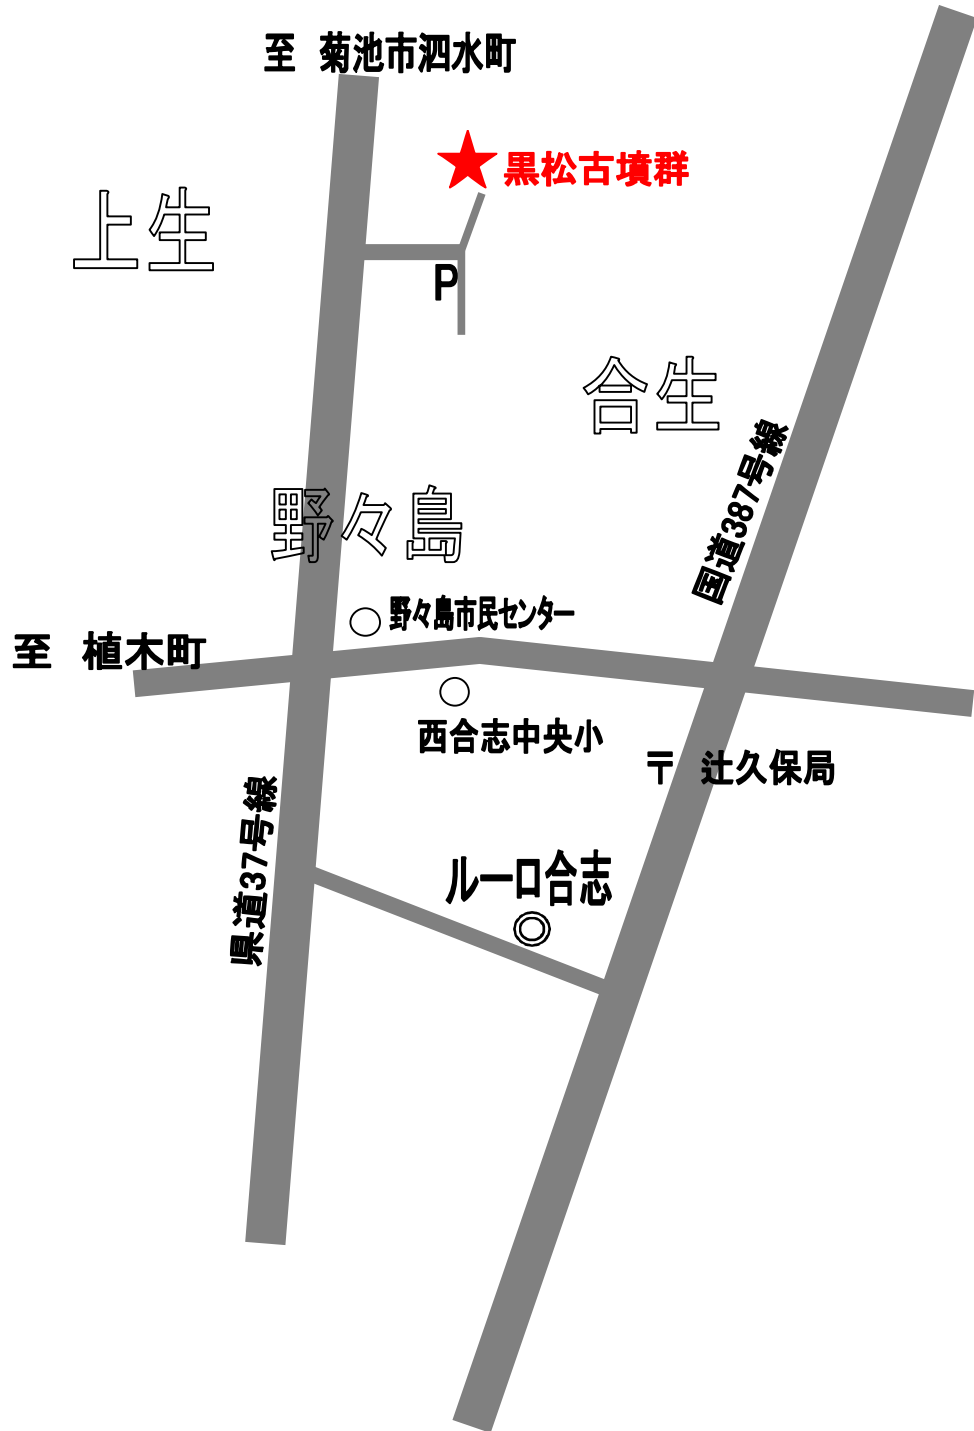 至　菊池市泗水町
黒松古墳群
上生
P
合生
国道387号線
野々島
野々島市民センター
至　植木町
西合志中央小
〒　辻久保局
県道37号線
ルーロ合志